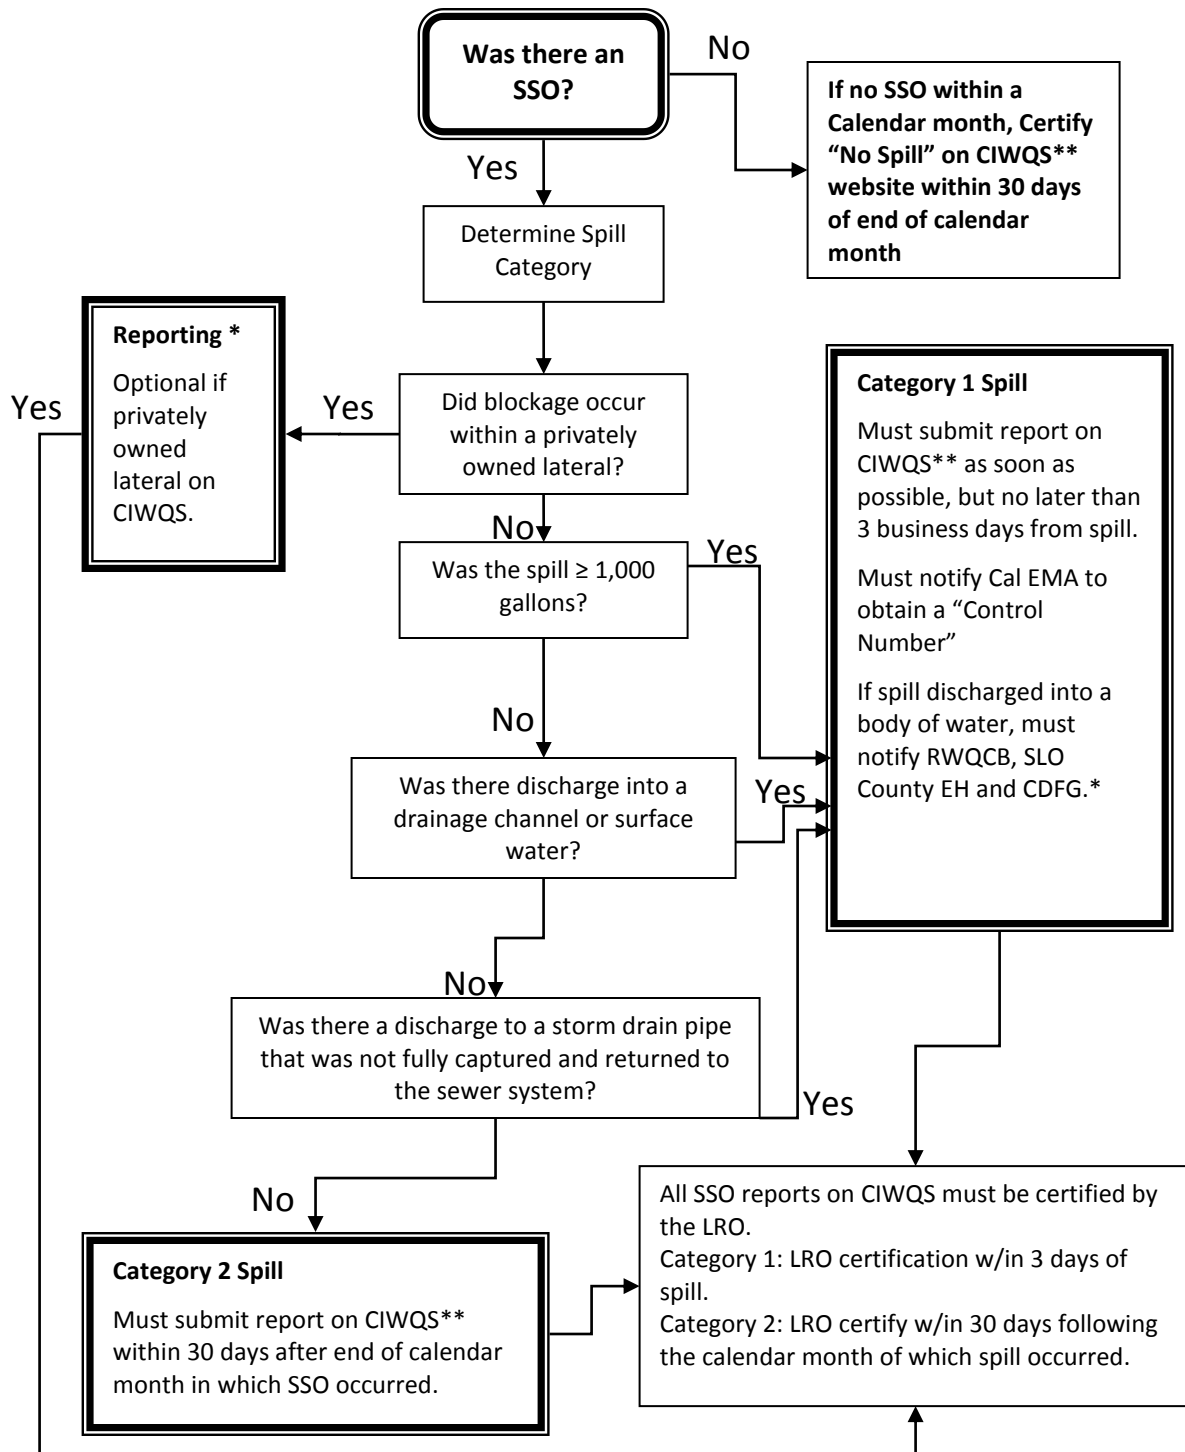 Was there an
SSO?
No
If no SSO within a
Calendar month, Certify
“No Spill” on CIWQS**
website within 30 days
of end of calendar
month
Yes
Determine Spill
Category
Reporting *
Optional if
privately
owned
lateral on
CIWQS.
Yes
Yes
Did blockage occur
within a privately
owned lateral?
Category 1 Spill
Must submit report on
CIWQS** as soon as
possible, but no later than
3 business days from spill.
Must notify Cal EMA to
obtain a “Control
Number”
If spill discharged into a
body of water, must
notify RWQCB, SLO
County EH and CDFG.*
No
Yes
Was the spill ≥ 1,000
gallons?
No
Was there discharge into a
drainage channel or surface
water?
Yes
No
Was there a discharge to a storm drain pipe
that was not fully captured and returned to
the sewer system?
Yes
No
Category 2 Spill
Must submit report on CIWQS**
within 30 days after end of calendar
month in which SSO occurred.
All SSO reports on CIWQS must be certified by
the LRO.
Category 1: LRO certification w/in 3 days of
spill.
Category 2: LRO certify w/in 30 days following
the calendar month of which spill occurred.